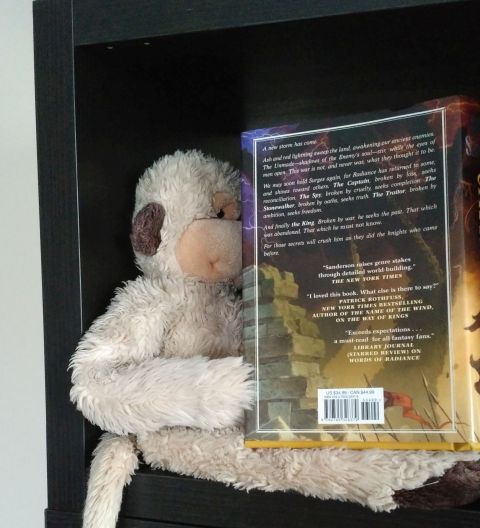 A new storm has come.
Ash and red lightning sweep the land, awakening our ancient enemies.
The Unmade—shadows of the Enemy's soul—stir while the eyes of
men open. This war is not, and never was, what they thought it to be.
We may soon hold Surges again, for Radiance has returned to some,
and shines toward others. The Captain, broken by loss, seeks
reconciliation. The Spy, broken by cruelty, seeks completion. The
Stonewalker, broken by oaths, seeks truth. The Traitor, broken by
ambition, seeks freedom.
And finally the King. Broken by war, he seeks the past. That which
was abandoned. That which he must not know.
For those secrets will crush him as they did the knights who came
before.
"Sanderson raises genre stakes
through detailed world building."
THE NEW YORK TIMES
"I loved this book. What else is there to say?"
PATRICK ROTHFUSS,
NEW YORK TIMES BESTSELLING
AUTHOR OF THE NAME OF THE WIND,
ON THE WAY OF KINGS
"Exceeds expectations . . .
a must-read for all fantasy fans."
LIBRARY JOURNAL
(STARRED REVIEW) ON
WORDS OF RADIANCE
US $34.99 / CAN $44.99